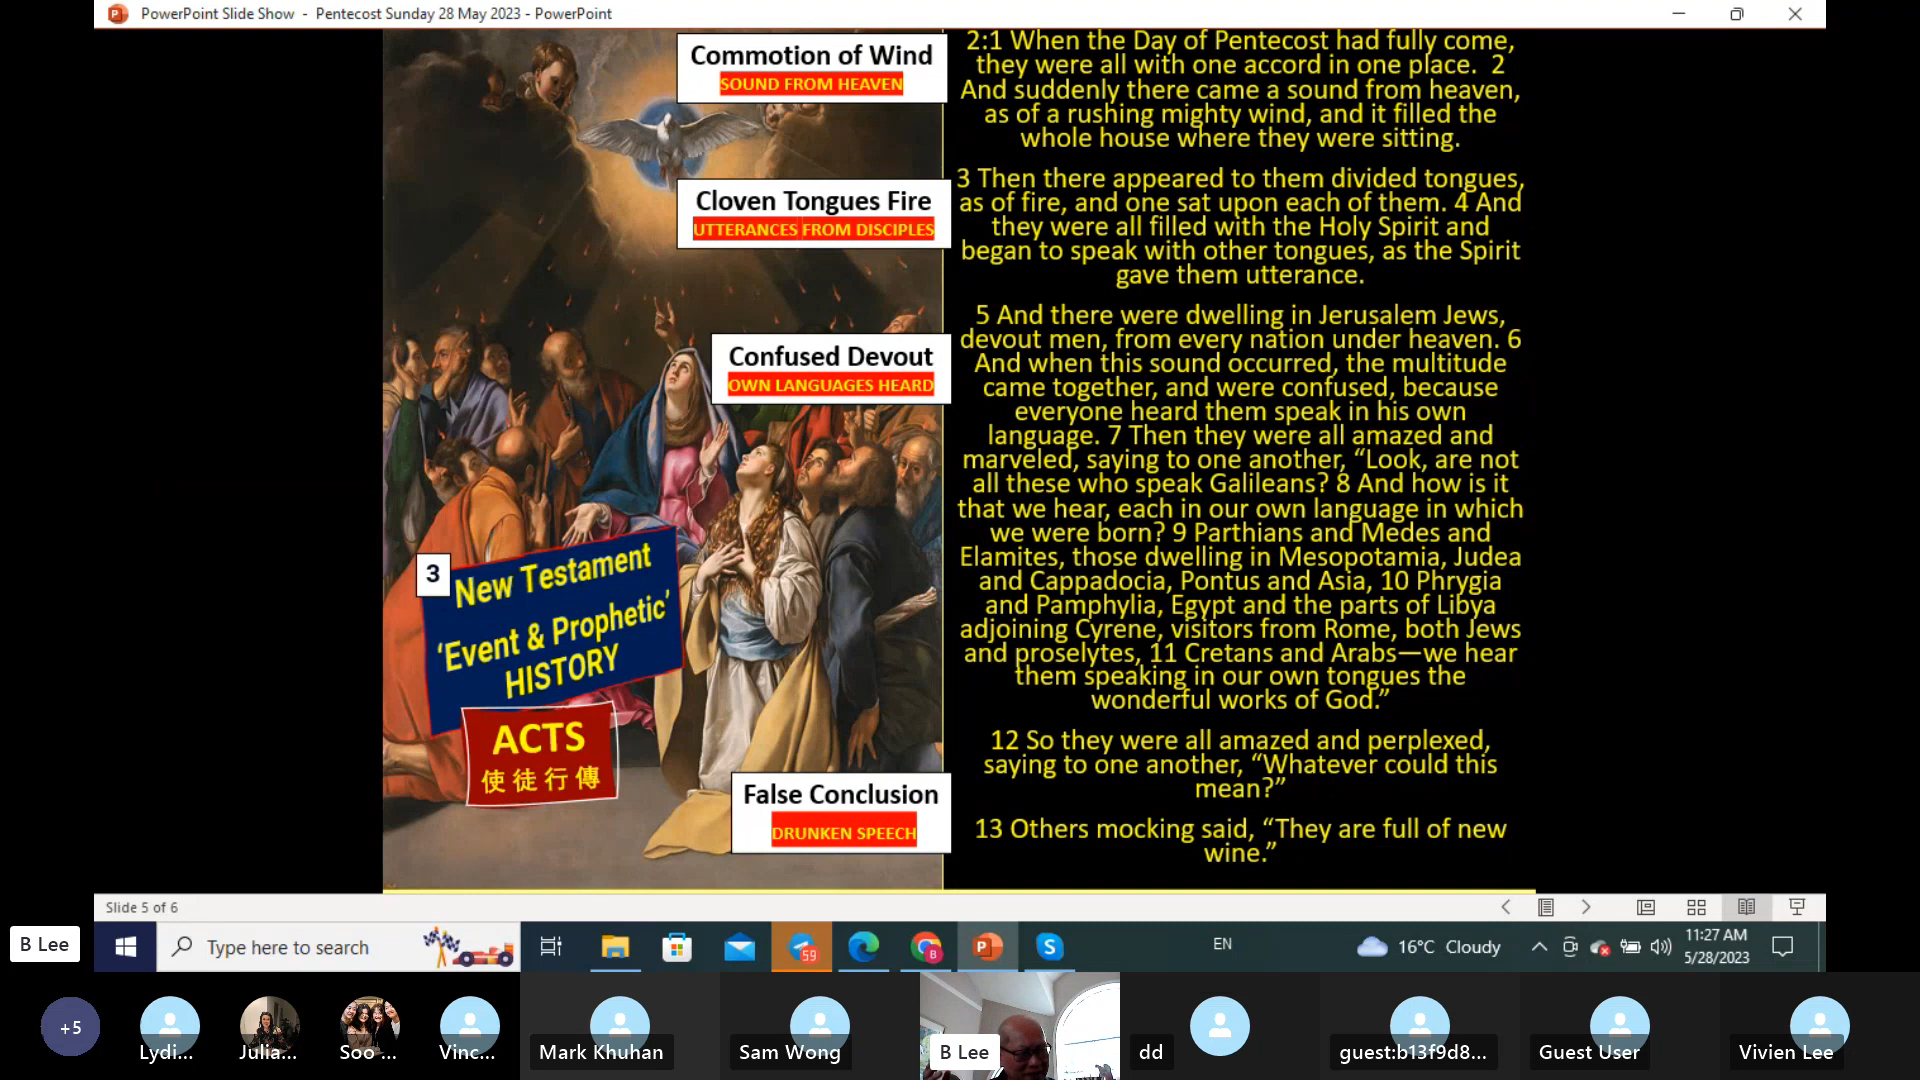 PowerPoint Slide Show - Pentecost Sunday 28 May 2023 - PowerPoint
Commotion of Wind
SOUND FROM HEAVEN
Cloven Tongues Fire
UTTERANCES FROM DISCIPLES
Confused Devout
OWN LANGUAGES HEARD
3
New Testament
‘Event & Prophetic’
HISTORY
ACTS
使徒行傳
False Conclusion
DRUNKEN SPEECH
2:1 When the Day of Pentecost had fully come,
they were all with one accord in one place. 2
And suddenly there came a sound from heaven,
as of a rushing mighty wind, and it filled the
whole house where they were sitting.
3 Then there appeared to them divided tongues,
as of fire, and one sat upon each of them. 4 And
they were all filled with the Holy Spirit and
began to speak with other tongues, as the Spirit
gave them utterance.
5 And there were dwelling in Jerusalem Jews,
devout men, from every nation under heaven. 6
And when this sound occurred, the multitude
came together, and were confused, because
everyone heard them speak in his own
language. 7 Then they were all amazed and
marveled, saying to one another, “Look, are not
all these who speak Galileans? 8 And how is it
that we hear, each in our own language in which
we were born? 9 Parthians and Medes and
Elamites, those dwelling in Mesopotamia, Judea
and Cappadocia, Pontus and Asia, 10 Phrygia
and Pamphylia, Egypt and the parts of Libya
adjoining Cyrene, visitors from Rome, both Jews
and proselytes, 11 Cretans and Arabs—we hear
them speaking in our own tongues the
wonderful works of God.”
12 So they were all amazed and perplexed,
saying to one another, “Whatever could this
mean?”
13 Others mocking said, “They are full of new
wine.”
Slide 5 of 6
B Lee
Type here to search
59
B
EN
16°C Cloudy
11:27 AM
5/28/2023
+5
Lydi...
Julia...
Soo ...
Vinc...
Mark Khuhan
Sam Wong
B Lee
dd
guest:b13f9d8...
Guest User
Vivien Lee